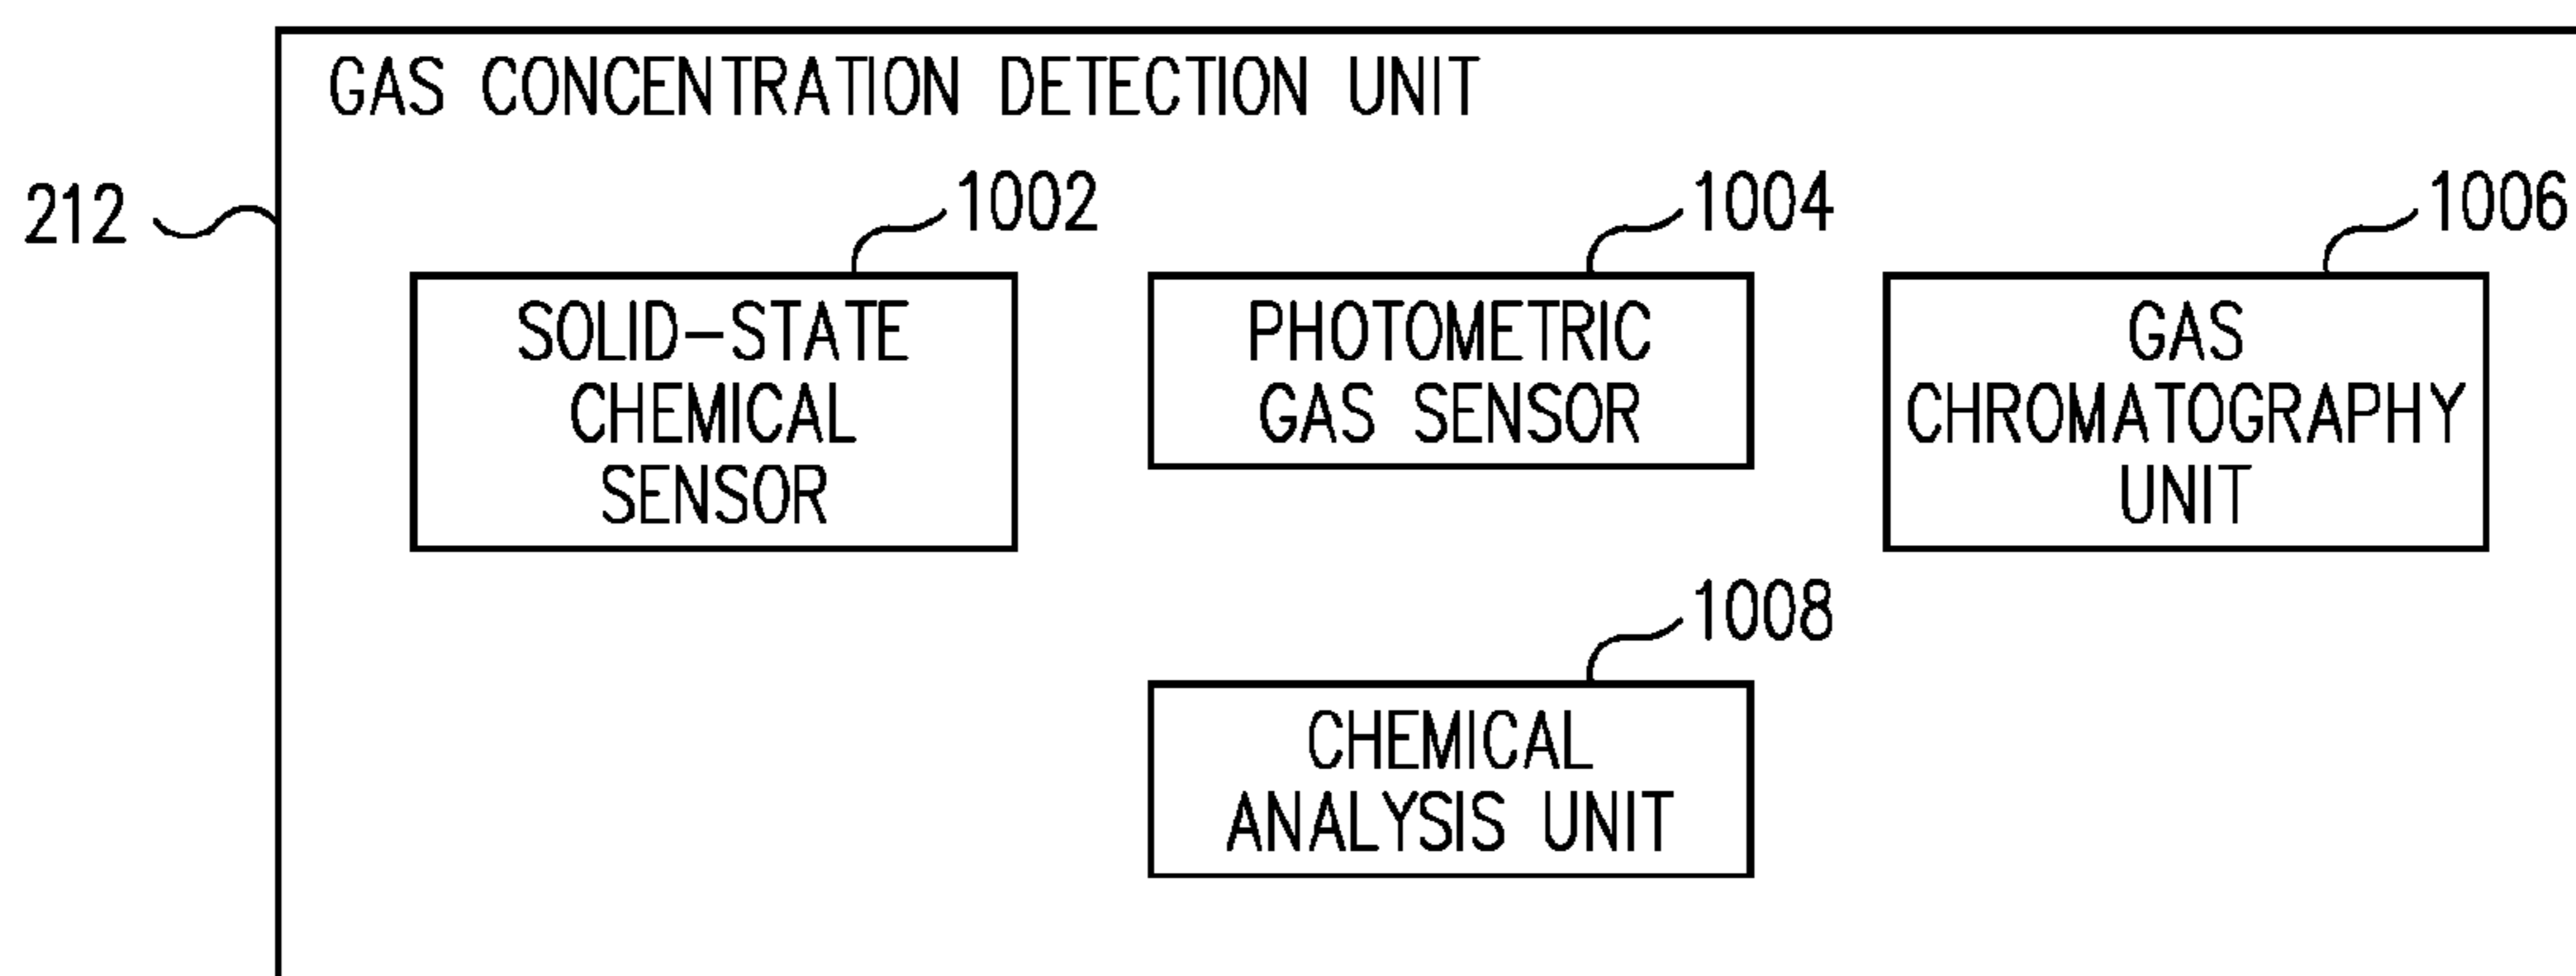 GAS CONCENTRATION DETECTION UNIT
212
1002
1004
1006
SOLID-STATE
CHEMICAL
SENSOR
PHOTOMETRIC
GAS SENSOR
GAS
CHROMATOGRAPHY
UNIT
1008
CHEMICAL
ANALYSIS UNIT